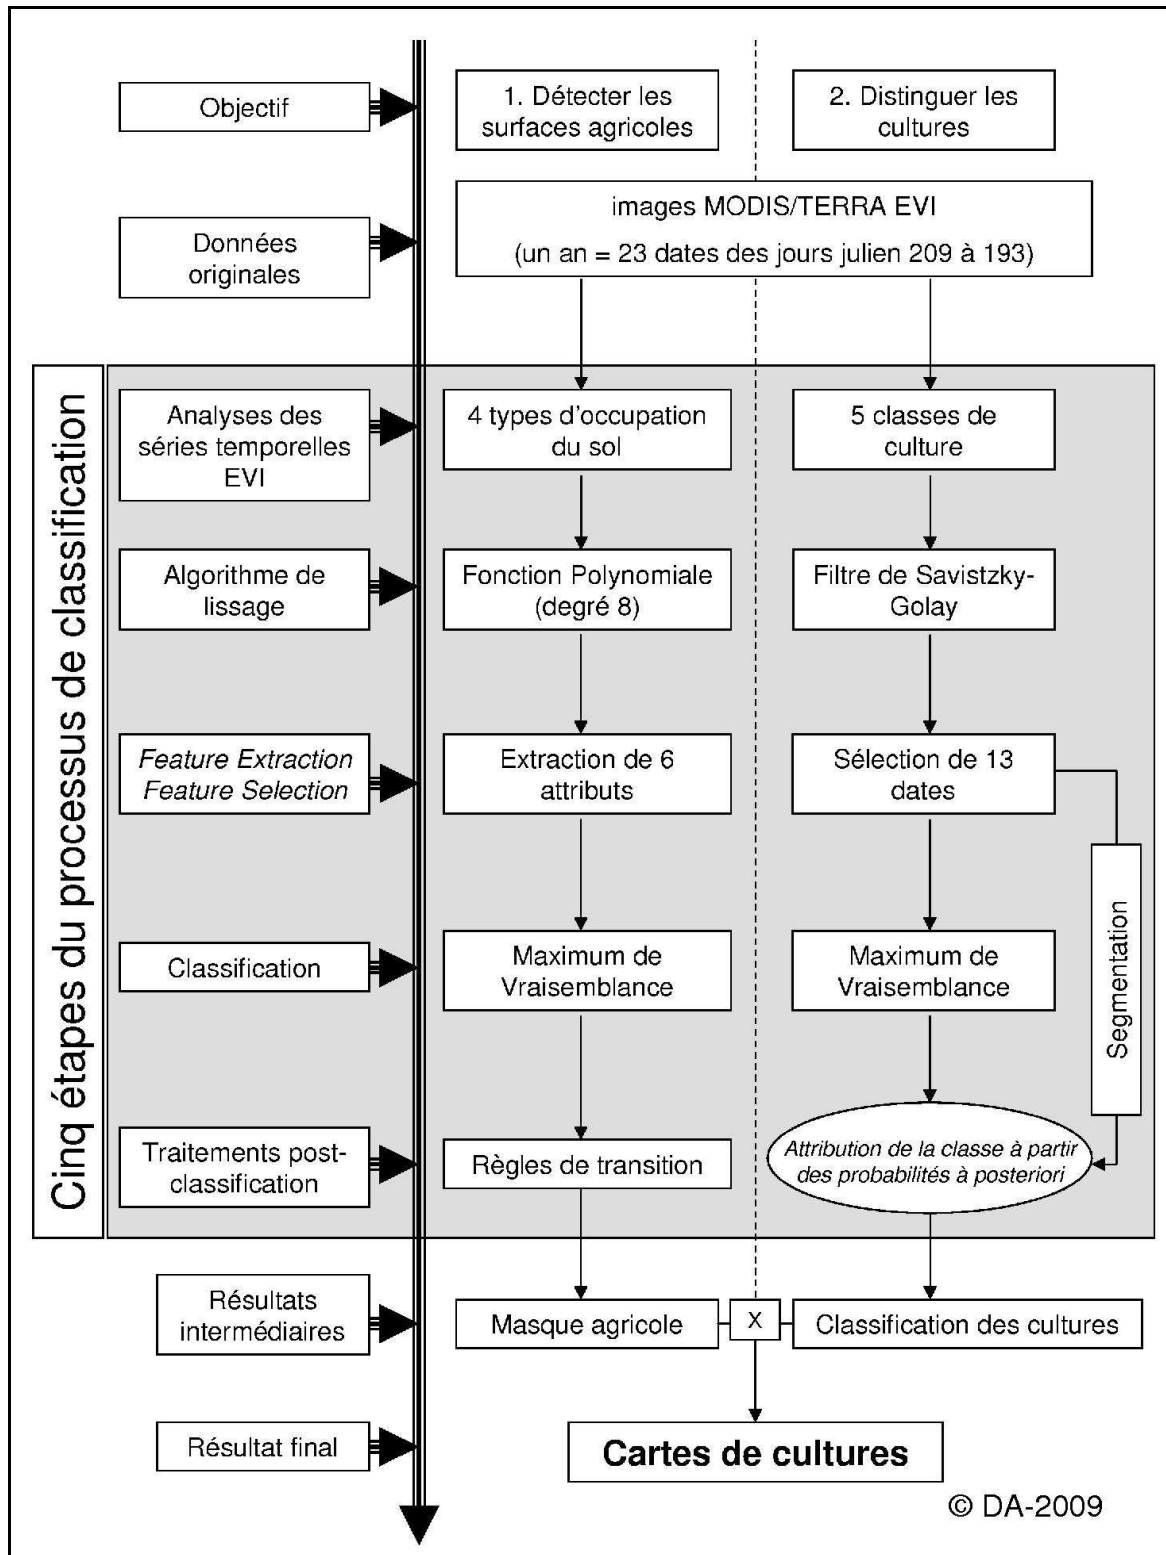 Objectif
1. Détecter les
surfaces agricoles
2. Distinguer les
cultures
Données
originales
images MODIS/TERRA EVI
(un an = 23 dates des jours julien 209 à 193)
Cinq étapes du processus de classification
Analyses des
séries temporelles
EVI
4 types d'occupation
du sol
5 classes de
culture
Algorithme de
lissage
Fonction Polynomiale
(degré 8)
Filtre de Savistzky-
Golay
Feature Extraction
Feature Selection
Extraction de 6
attributs
Sélection de 13
dates
Segmentation
Classification
Maximum de
Vraisemblance
Maximum de
Vraisemblance
Traitements post-
classification
Règles de transition
Attribution de la classe à partir
des probabilités à posteriori
Résultats
intermédiaires
Masque agricole
X
Classification des cultures
Résultat final
Cartes de cultures
© DA-2009